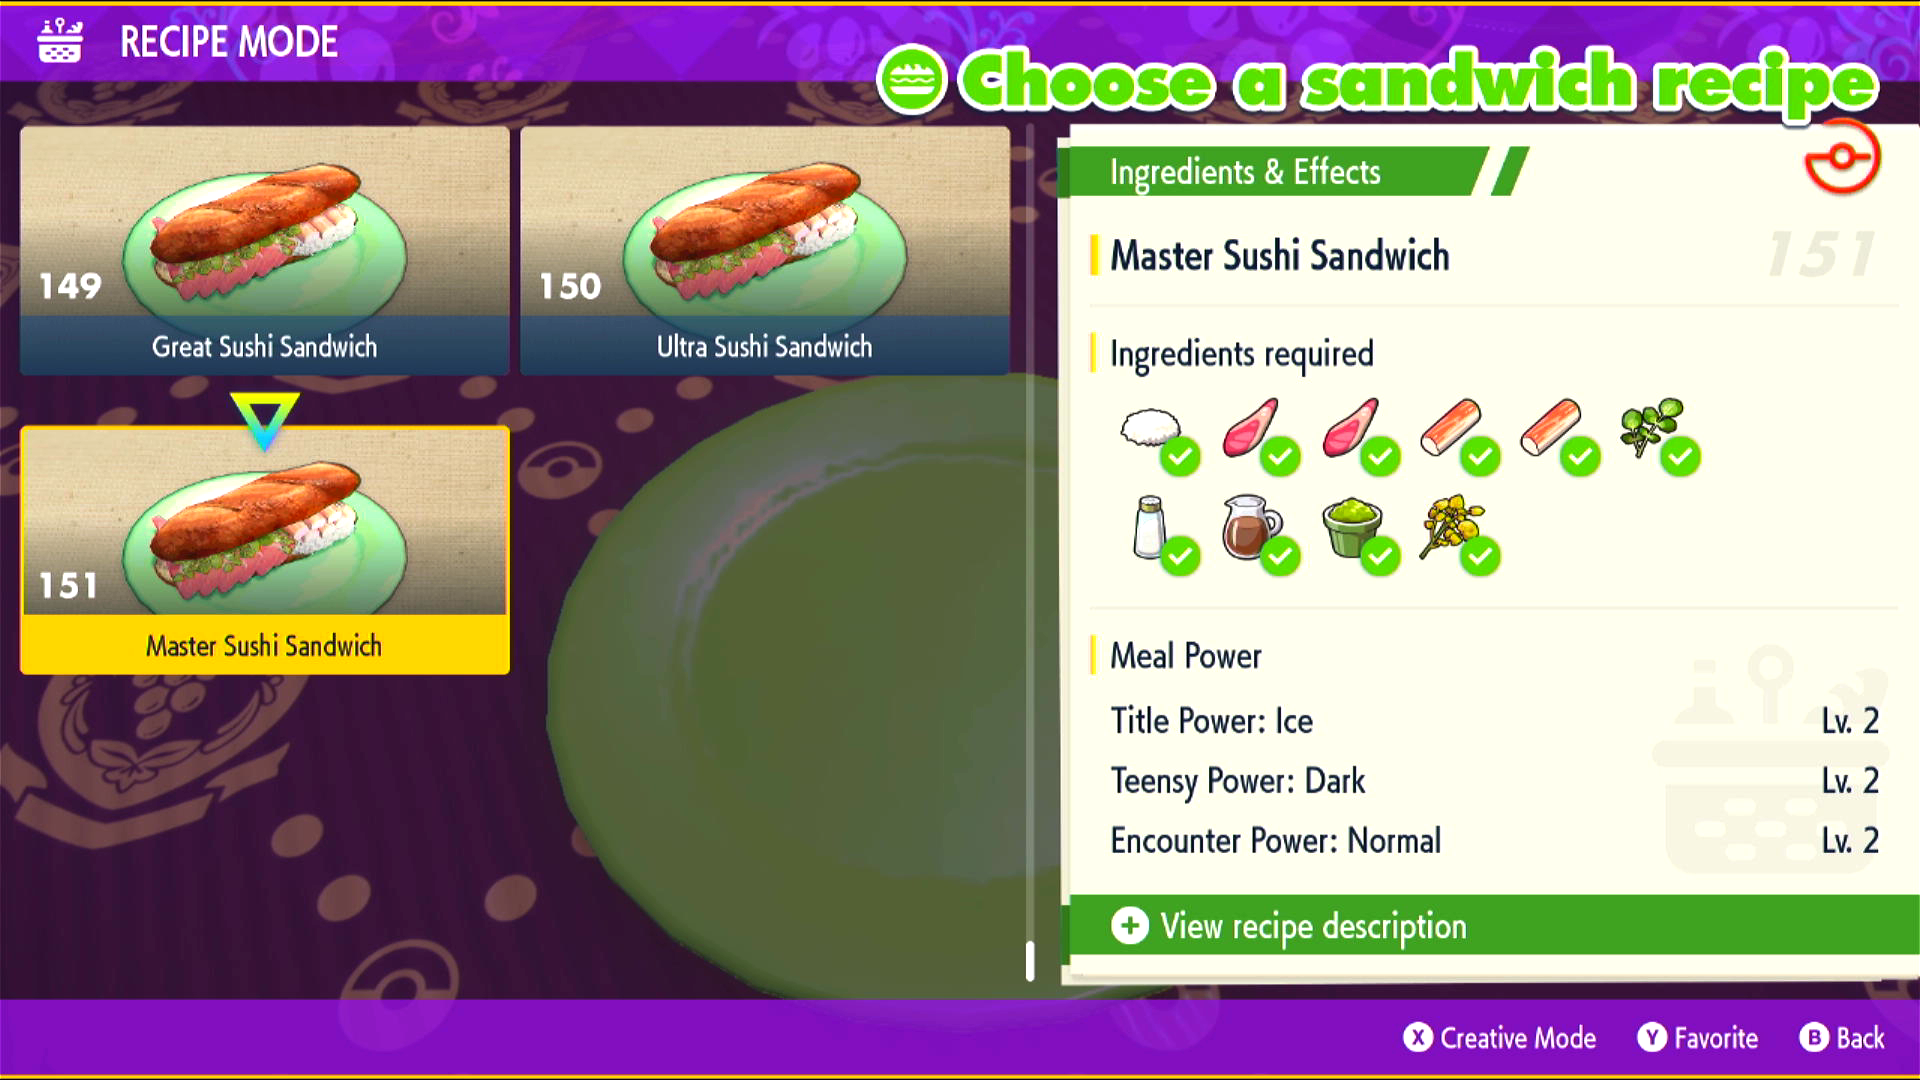 RECIPE MODE
Choose a sandwich recipe
149
Great Sushi Sandwich
150
Ultra Sushi Sandwich
151
Master Sushi Sandwich
Ingredients & Effects
Master Sushi Sandwich
151
Ingredients required
Meal Power
Title Power: Ice Lv. 2
Teensy Power: Dark Lv. 2
Encounter Power: Normal Lv. 2
+ View recipe description
X Creative Mode Y Favorite B Back